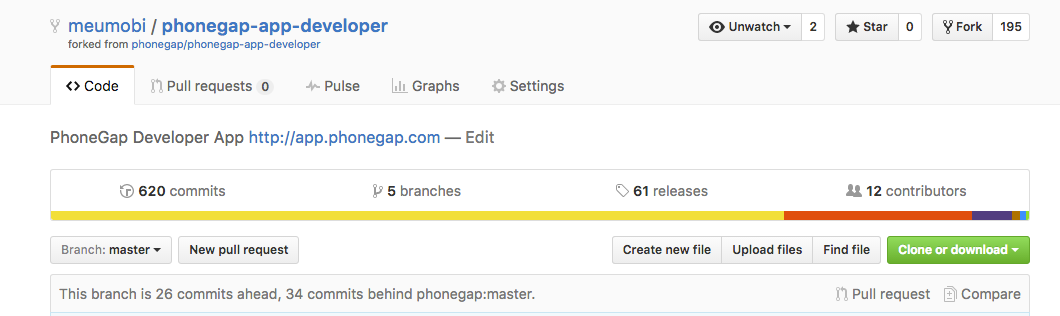 meumobi / phonegap-app-developer
Unwatch 2 Star 0 Fork 195
forked from phonegap/phonegap-app-developer
Code Pull requests 0 Pulse Graphs Settings
PhoneGap Developer App http://app.phonegap.com — Edit
620 commits 5 branches 61 releases 12 contributors
Branch: master New pull request Create new file Upload files Find file Clone or download
This branch is 26 commits ahead, 34 commits behind phonegap:master. Pull request Compare